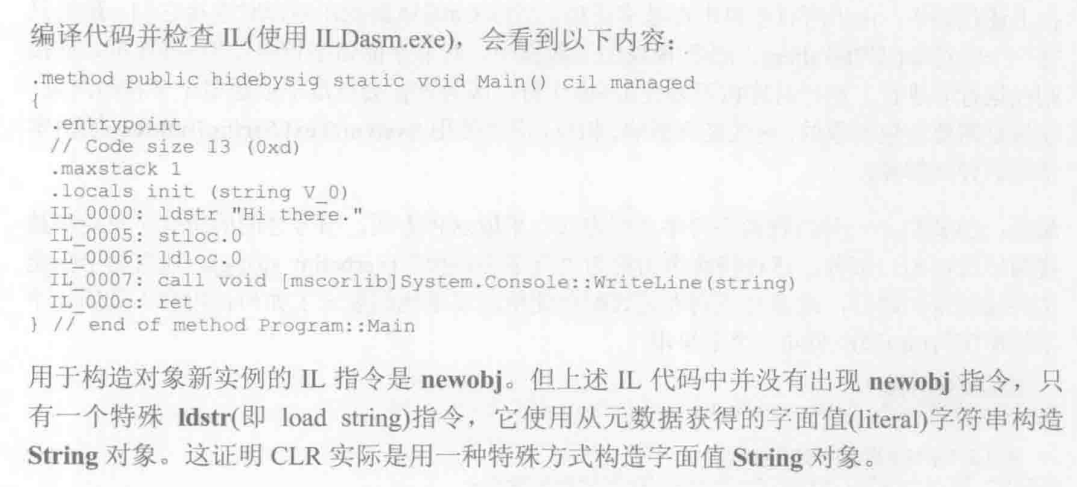 编译代码并检查 IL(使用 ILDasm.exe)，会看到以下内容：
.method public hidebysig static void Main() cil managed
{
.entrypoint
// Code size 13 (0xd)
.maxstack 1
.locals init (string V_0)
IL_0000: ldstr "Hi there."
IL_0005: stloc.0
IL_0006: ldloc.0
IL_0007: call void [mscorlib]System.Console::WriteLine(string)
IL_000c: ret
} // end of method Program::Main
用于构造对象新实例的 IL 指令是 newobj。但上述 IL 代码中并没有出现 newobj 指令，只
有一个特殊 ldstr(即 load string)指令，它使用从元数据获得的字面值(literal)字符串构造
String 对象。这证明 CLR 实际是用一种特殊方式构造字面值 String 对象。